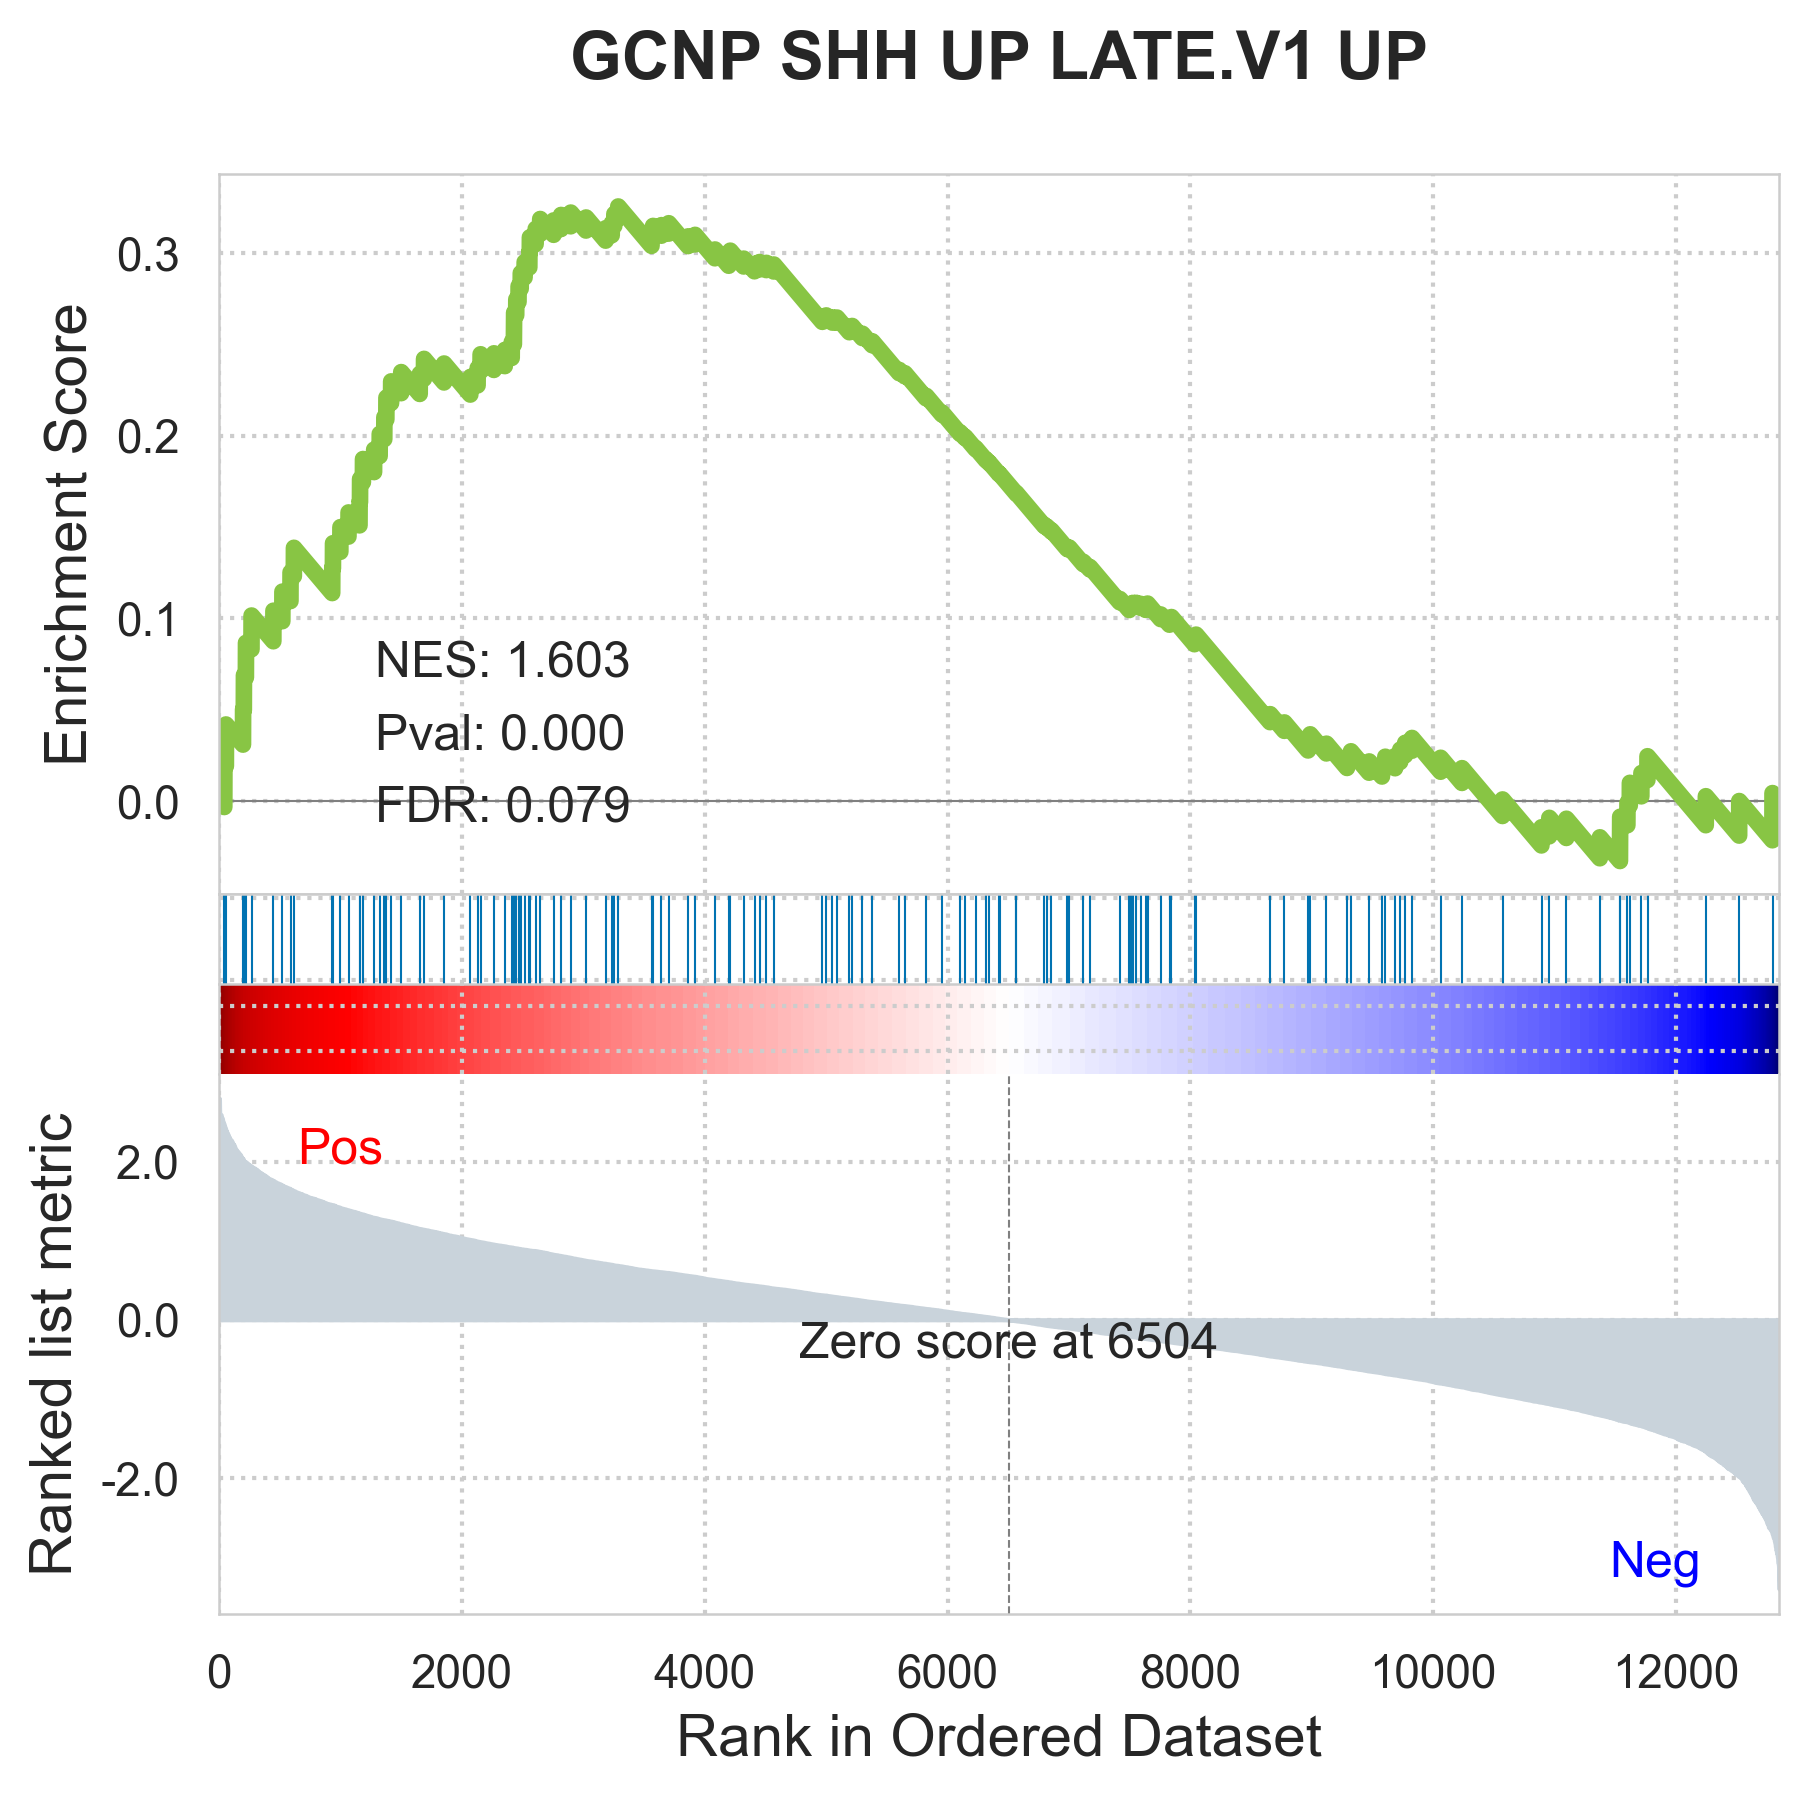 GCNP SHH UP LATE.V1 UP
Enrichment Score
0.3
0.2
0.1
0.0
NES: 1.603
Pval: 0.000
FDR: 0.079
Ranked list metric
2.0
0.0
-2.0
Pos
Zero score at 6504
Neg
0 2000 4000 6000 8000 10000 12000
Rank in Ordered Dataset